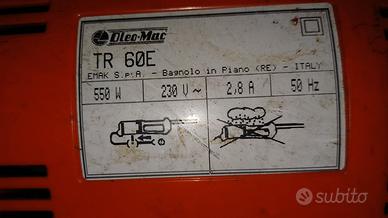 Oleo-Mac
TR 60E
EMAK S.p.A. - Bagnolo in Piano (RE) - ITALY
550 W
230 V ~
2,8 A
50 Hz
subito